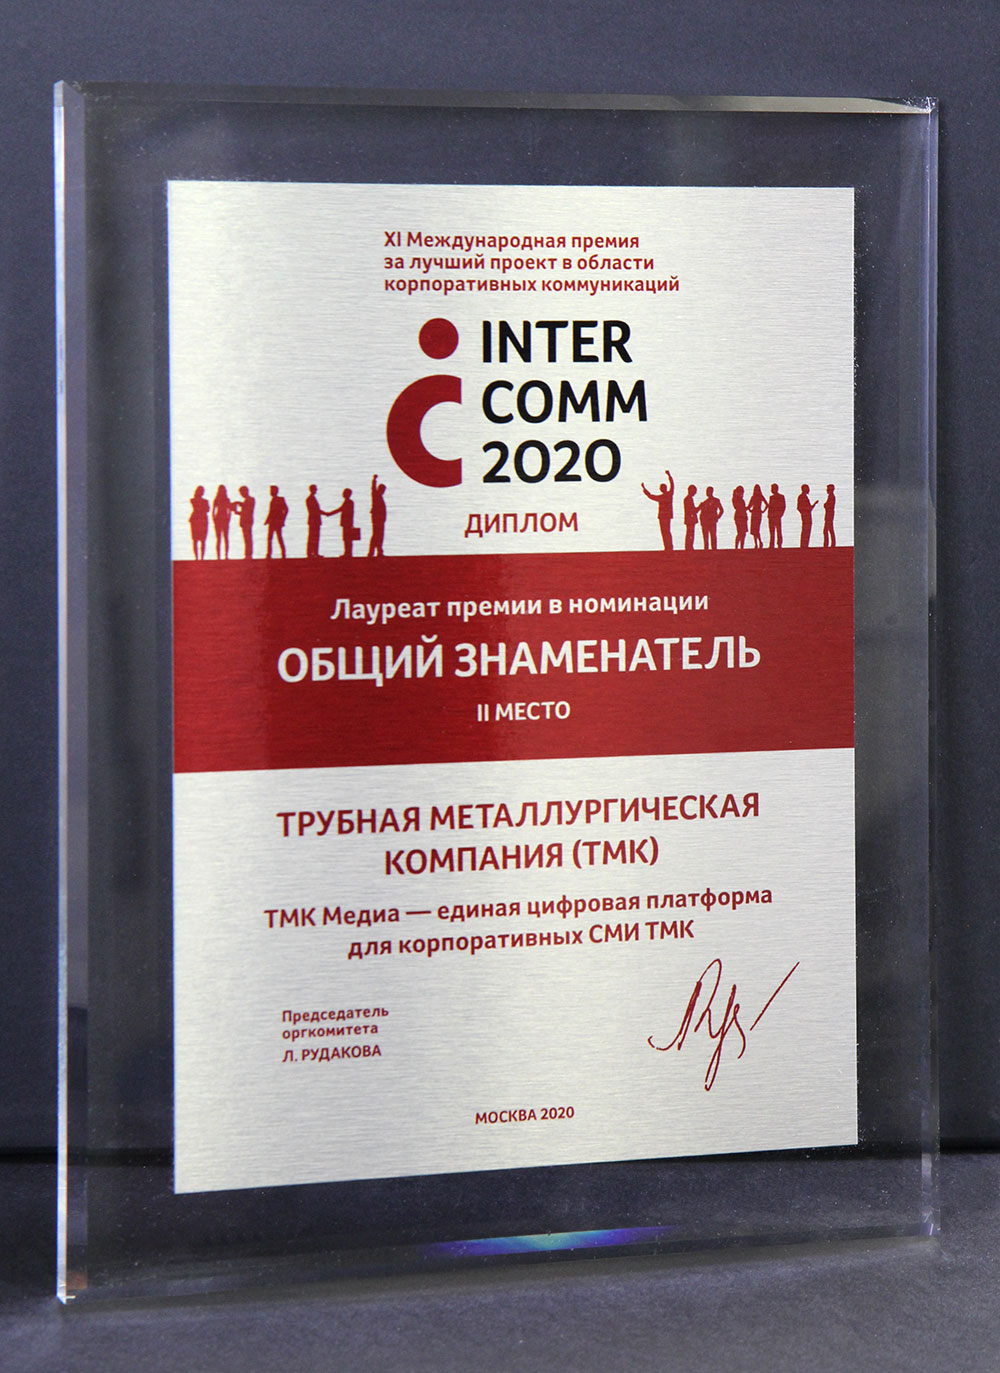 XI Международная премия
за лучший проект в области
корпоративных коммуникаций
INTER
COMM
2020
ДИПЛОМ
Лауреат премии в номинации
ОБЩИЙ ЗНАМЕНАТЕЛЬ
II МЕСТО
ТРУБНАЯ МЕТАЛЛУРГИЧЕСКАЯ
КОМПАНИЯ (ТМК)
ТМК Медиа — единая цифровая платформа
для корпоративных СМИ ТМК
Председатель
оргкомитета
Л. РУДАКОВА
МОСКВА 2020